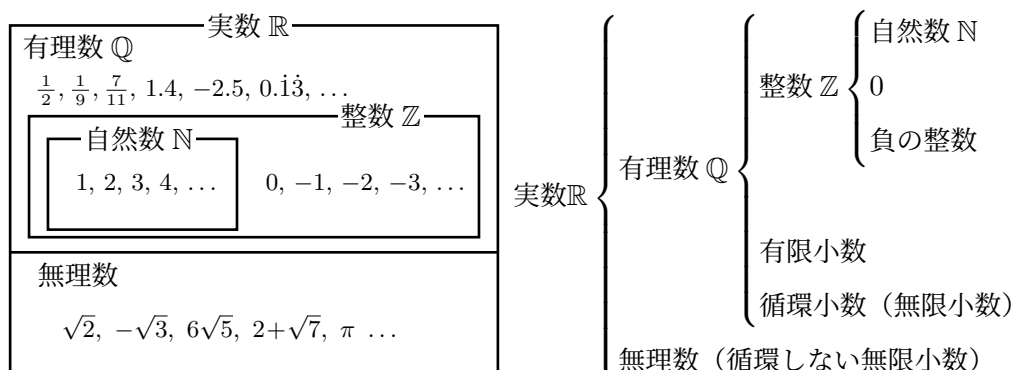 実数 ℝ
有理数 ℚ
1/2, 1/9, 7/11, 1.4, −2.5, 0.1̇3̇, …
整数 ℤ
自然数 ℕ
1, 2, 3, 4, …
0, −1, −2, −3, …
無理数
√2, −√3, 6√5, 2+√7, π …
実数ℝ
有理数 ℚ
整数 ℤ
自然数 ℕ
0
負の整数
有限小数
循環小数（無限小数）
無理数（循環しない無限小数）